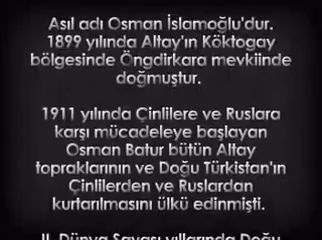 Asıl adı Osman İslamoğlu'dur.
1899 yılında Altay'ın Köktogay
bölgesinde Öngdirkara mevkiinde
doğmuştur.
1911 yılında Çinlilere ve Ruslara
karşı mücadeleye başlayan
Osman Batur bütün Altay
topraklarının ve Doğu Türkistan'ın
Çinlilerden ve Ruslardan
kurtarılmasını ülkü edinmişti.
II. Dünya Savaşı yıllarında Doğu